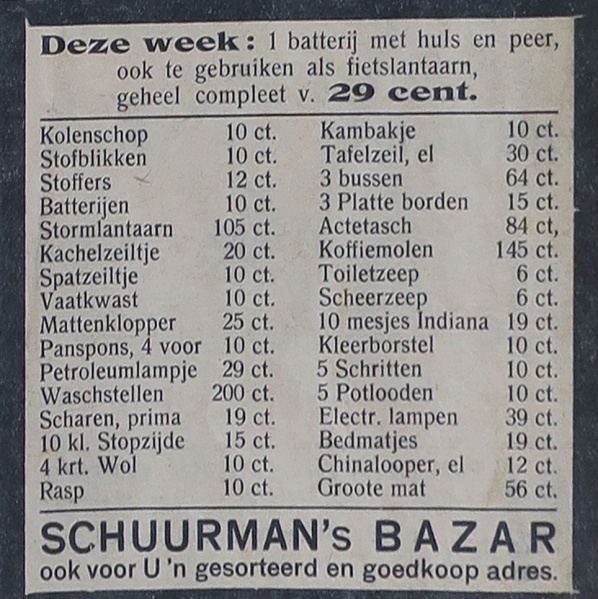 Deze week: 1 batterij met huls en peer,
ook te gebruiken als fietslantaarn,
geheel compleet v. 29 cent.
Kolenschop 10 ct.
Stofblikken 10 ct.
Stoffers 12 ct.
Batterijen 10 ct.
Stormlantaarn 105 ct.
Kachelzeiltje 20 ct.
Spatzeiltje 10 ct.
Vaatkwast 10 ct.
Mattenklopper 25 ct.
Panspons, 4 voor 10 ct.
Petroleumlampje 29 ct.
Waschstellen 200 ct.
Scharen, prima 19 ct.
10 kl. Stopzijde 15 ct.
4 krt. Wol 10 ct.
Rasp 10 ct.
Kambakje 10 ct.
Tafelzeil, el 30 ct.
3 bussen 64 ct.
3 Platte borden 15 ct.
Actetasch 84 ct,
Koffiemolen 145 ct.
Toiletzeep 6 ct.
Scheerzeep 6 ct.
10 mesjes Indiana 19 ct.
Kleerborstel 10 ct.
5 Schritten 10 ct.
5 Potlooden 10 ct.
Electr. lampen 39 ct.
Bedmatjes 19 ct.
Chinalooper, el 12 ct.
Groote mat 56 ct.
SCHUURMAN's BAZAR
ook voor U 'n gesorteerd en goedkoop adres.